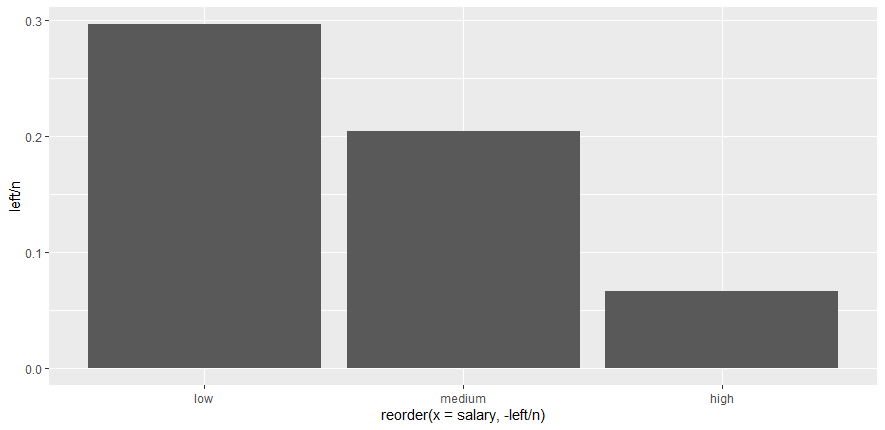 0.3
0.2
0.1
0.0
left/n
low medium high
reorder(x = salary, -left/n)